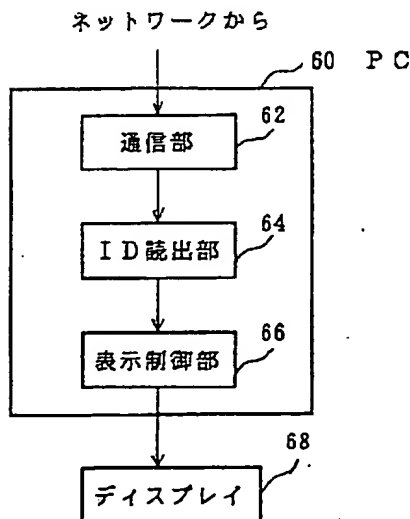 ネットワークから
60 PC
62
通信部
64
ID読出部
66
表示制御部
68
ディスプレイ